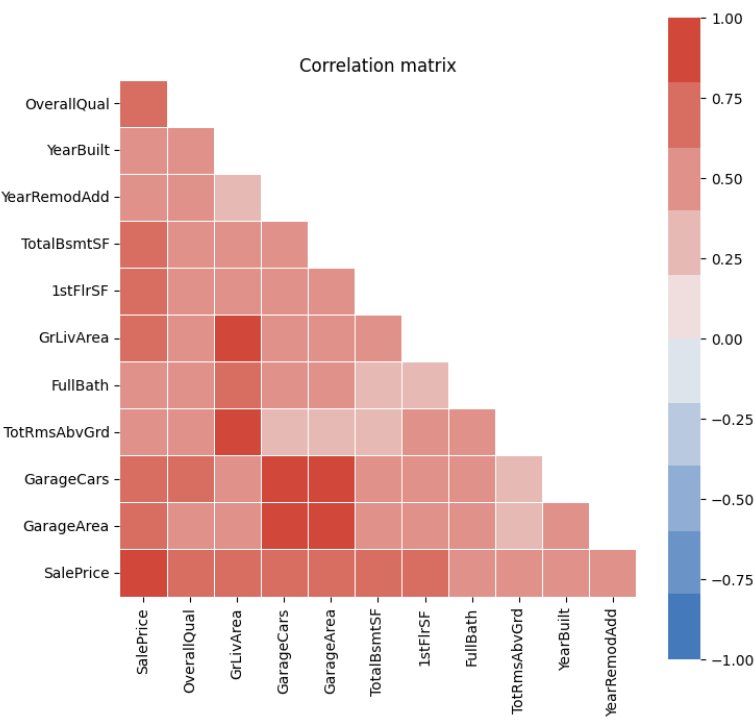 Correlation matrix
OverallQual
YearBuilt
YearRemodAdd
TotalBsmtSF
1stFlrSF
GrLivArea
FullBath
TotRmsAbvGrd
GarageCars
GarageArea
SalePrice
SalePrice
OverallQual
GrLivArea
GarageCars
GarageArea
TotalBsmtSF
1stFlrSF
FullBath
TotRmsAbvGrd
YearBuilt
YearRemodAdd
1.00
0.75
0.50
0.25
0.00
−0.25
−0.50
−0.75
−1.00